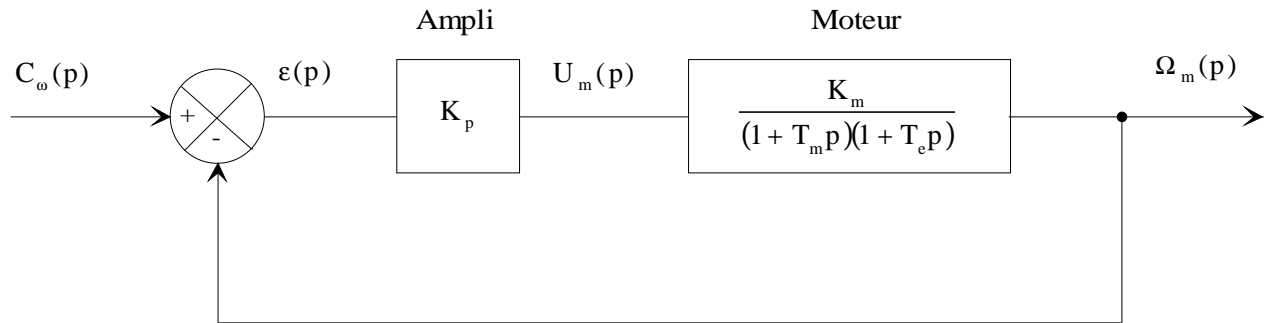 Ampli
Moteur
C_ω(p)
ε(p)
U_m(p)
Ω_m(p)
+
-
K_p
K_m
(1 + T_m p)(1 + T_e p)